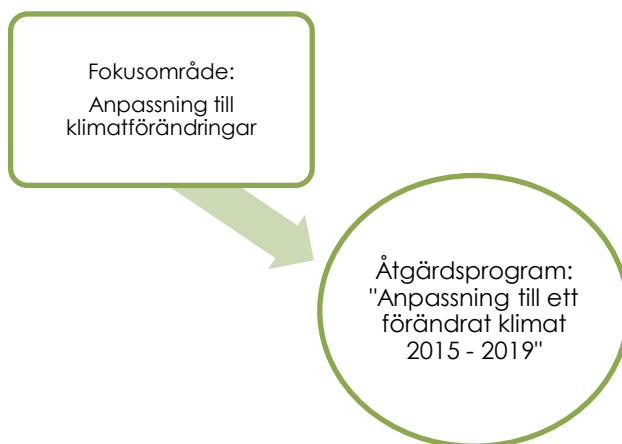 Fokusområde:
Anpassning till
klimatförändringar
Åtgärdsprogram:
"Anpassning till ett
förändrat klimat
2015 - 2019"